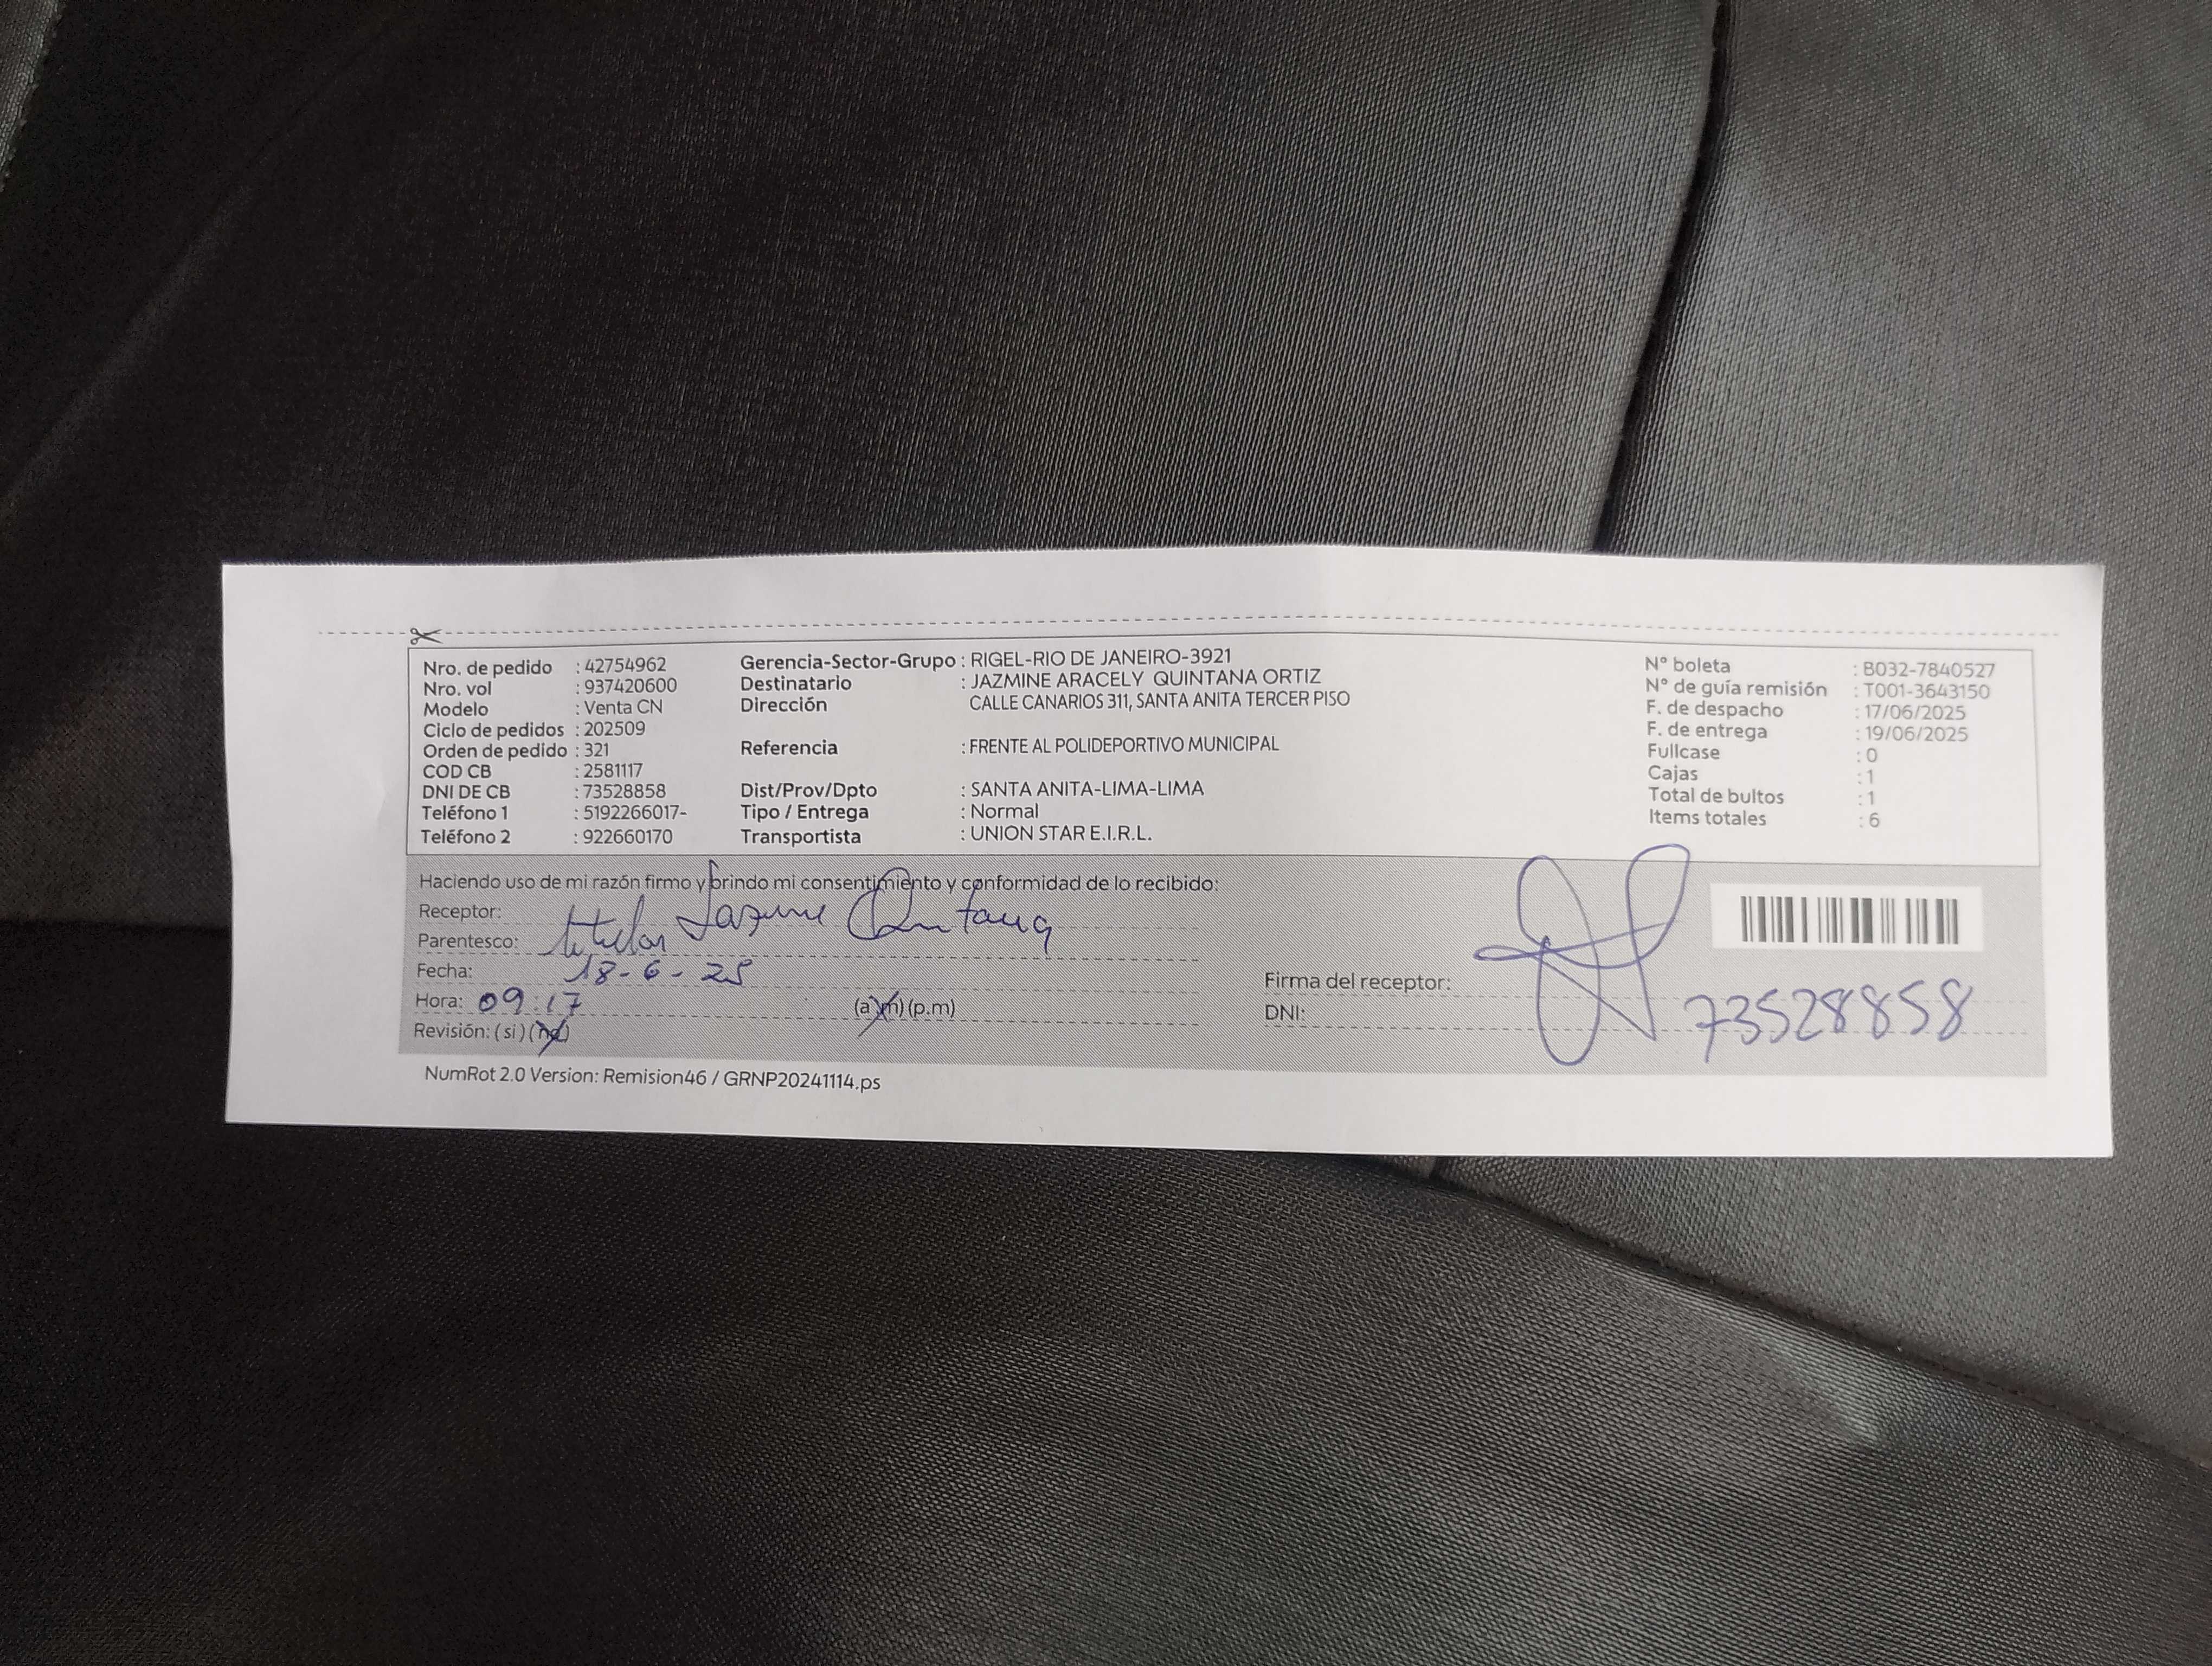 Nro. de pedido : 42754962
Nro. vol : 937420600
Modelo : Venta CN
Ciclo de pedidos : 202509
Orden de pedido : 321
COD CB : 2581117
DNI DE CB : 73528858
Teléfono 1 : 5192266017-
Teléfono 2 : 922660170
Gerencia-Sector-Grupo : RIGEL-RIO DE JANEIRO-3921
Destinatario : JAZMINE ARACELY QUINTANA ORTIZ
Dirección CALLE CANARIOS 311, SANTA ANITA TERCER PISO
Referencia : FRENTE AL POLIDEPORTIVO MUNICIPAL
Dist/Prov/Dpto : SANTA ANITA-LIMA-LIMA
Tipo / Entrega : Normal
Transportista : UNION STAR E.I.R.L.
N° boleta : B032-7840527
N° de guía remisión : T001-3643150
F. de despacho : 17/06/2025
F. de entrega : 19/06/2025
Fullcase : 0
Cajas : 1
Total de bultos : 1
Items totales : 6
Haciendo uso de mi razón firmo y brindo mi consentimiento y conformidad de lo recibido:
Receptor: Jazmine Quintana
Parentesco: titular
Fecha: 18-6-25
Hora: 09:17 (a.m) (p.m)
Revisión: (si) (no)
Firma del receptor:
DNI: 73528858
NumRot 2.0 Version: Remision46 / GRNP20241114.ps